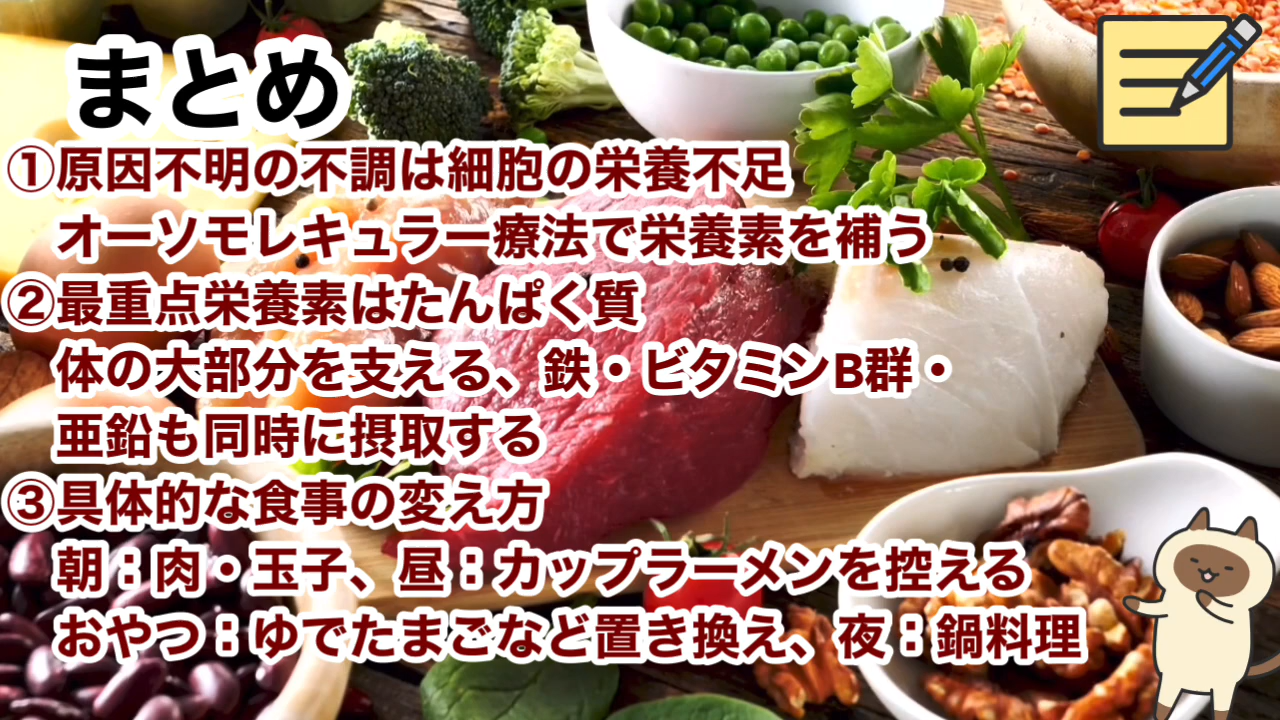 まとめ
①原因不明の不調は細胞の栄養不足
オーソモレキュラー療法で栄養素を補う
②最重点栄養素はたんぱく質
体の大部分を支える、鉄・ビタミンB群・
亜鉛も同時に摂取する
③具体的な食事の変え方
朝：肉・玉子、昼：カップラーメンを控える
おやつ：ゆでたまごなど置き換え、夜：鍋料理